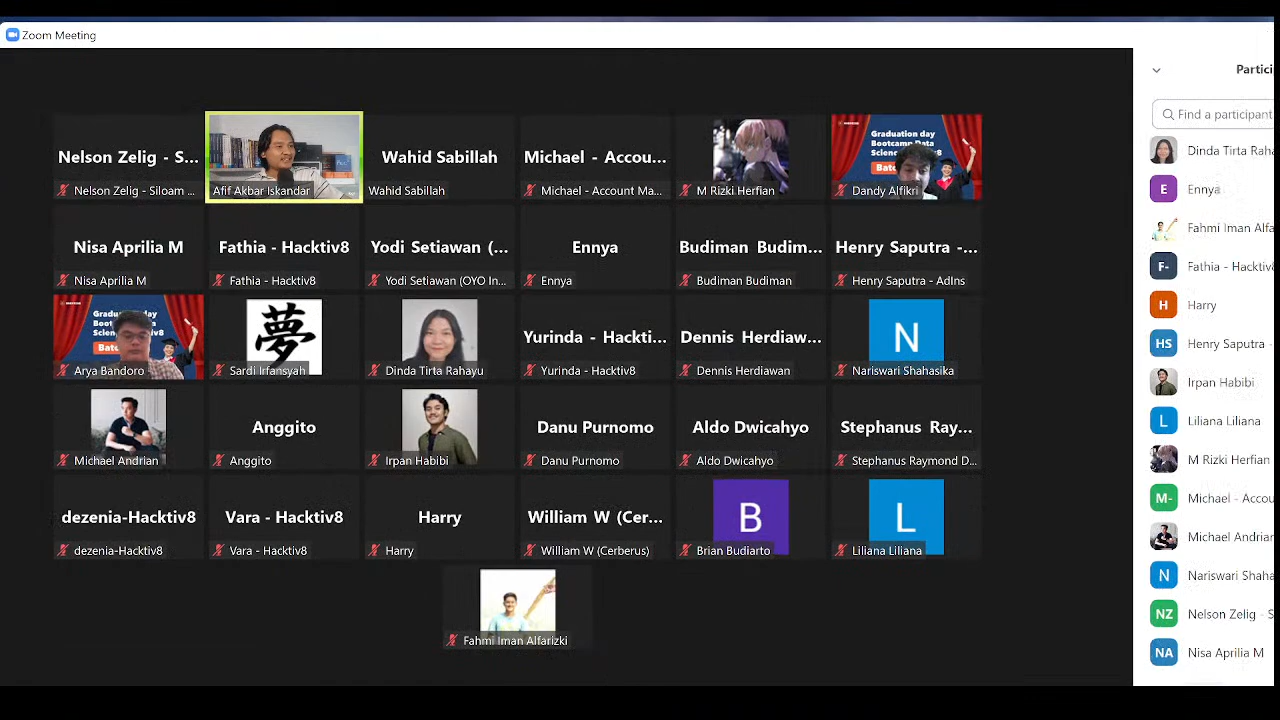 Zoom Meeting
Partici
Find a participant
Nelson Zelig - S...
Nelson Zelig - Siloam ...
Afif Akbar Iskandar
Wahid Sabillah
Wahid Sabillah
Michael - Accou...
Michael - Account Ma...
M Rizki Herfian
Graduation day
Bootcamp Data
Dandy Alfikri
Nisa Aprilia M
Nisa Aprilia M
Fathia - Hacktiv8
Fathia - Hacktiv8
Yodi Setiawan (...
Yodi Setiawan (OYO In...
Ennya
Ennya
Budiman Budim...
Budiman Budiman
Henry Saputra -...
Henry Saputra - AdIns
Arya Bandoro
夢
Sardi Irfansyah
Dinda Tirta Rahayu
Yurinda - Hackti...
Yurinda - Hacktiv8
Dennis Herdiaw...
Dennis Herdiawan
N
Nariswari Shahasika
Michael Andrian
Anggito
Anggito
Irpan Habibi
Danu Purnomo
Danu Purnomo
Aldo Dwicahyo
Aldo Dwicahyo
Stephanus Ray...
Stephanus Raymond D...
dezenia-Hacktiv8
dezenia-Hacktiv8
Vara - Hacktiv8
Vara - Hacktiv8
Harry
Harry
William W (Cer...
William W (Cerberus)
B
Brian Budiarto
L
Liliana Liliana
Fahmi Iman Alfarizki
Dinda Tirta Raha
E Ennya
Fahmi Iman Alfa
F- Fathia - Hacktiv8
H Harry
HS Henry Saputra -
Irpan Habibi
L Liliana Liliana
M Rizki Herfian
M- Michael - Accou
Michael Andrian
N Nariswari Shaha
NZ Nelson Zelig - S
NA Nisa Aprilia M